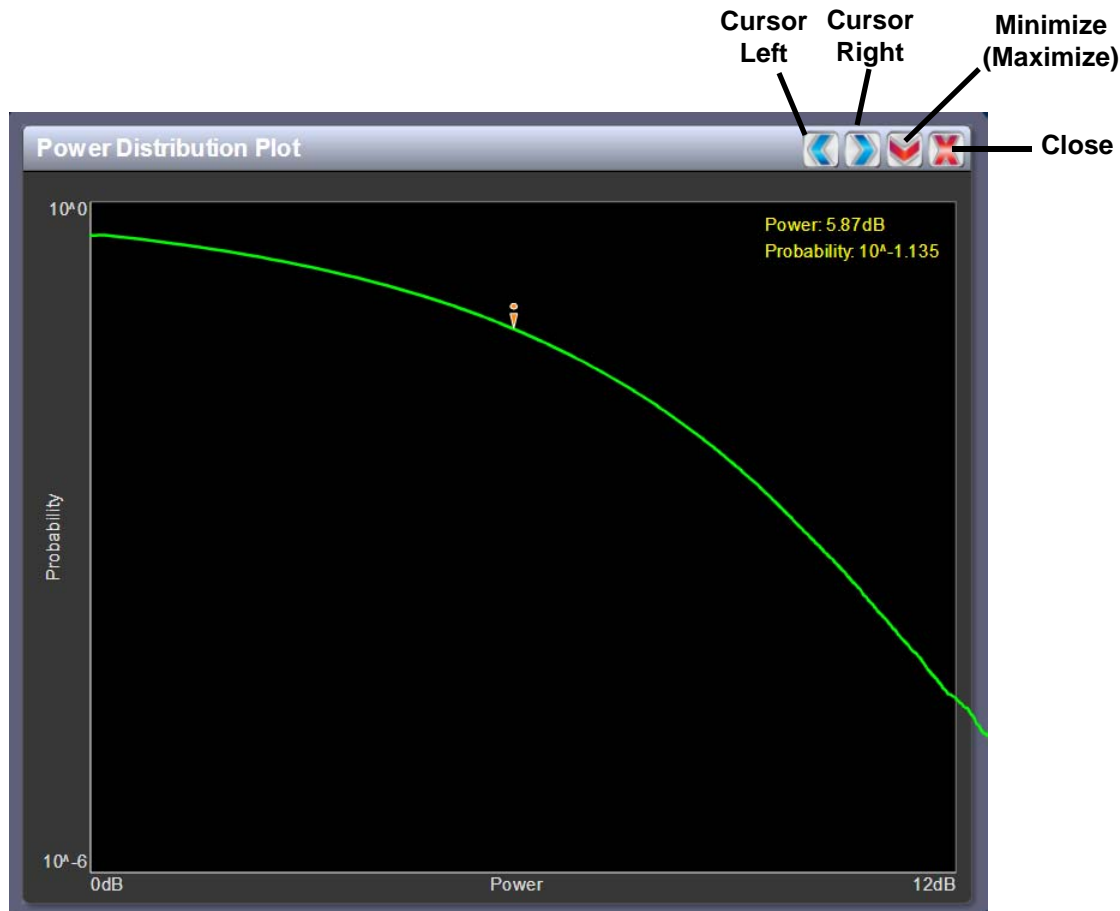 Cursor
Left
Cursor
Right
Minimize
(Maximize)
Close
Power Distribution Plot
10^0
Power: 5.87dB
Probability: 10^-1.135
Probability
10^-6
0dB
Power
12dB